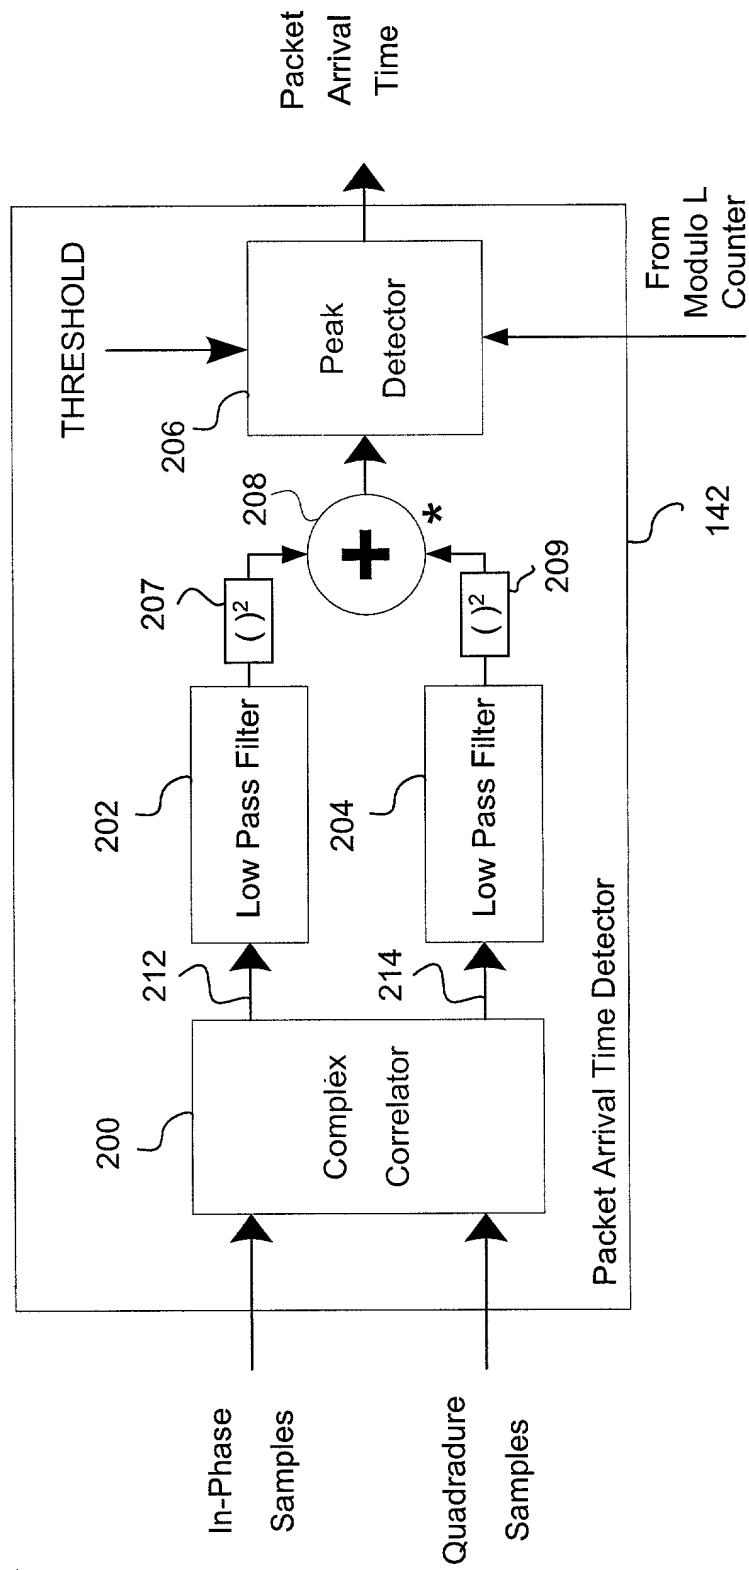 THRESHOLD
Packet
Arrival
Time
206
Peak
Detector
From
Modulo L
Counter
208
+
*
207
( )²
209
( )²
142
202
Low Pass Filter
204
Low Pass Filter
212
214
200
Complex
Correlator
In-Phase
Samples
Quadradure
Samples
Packet Arrival Time Detector